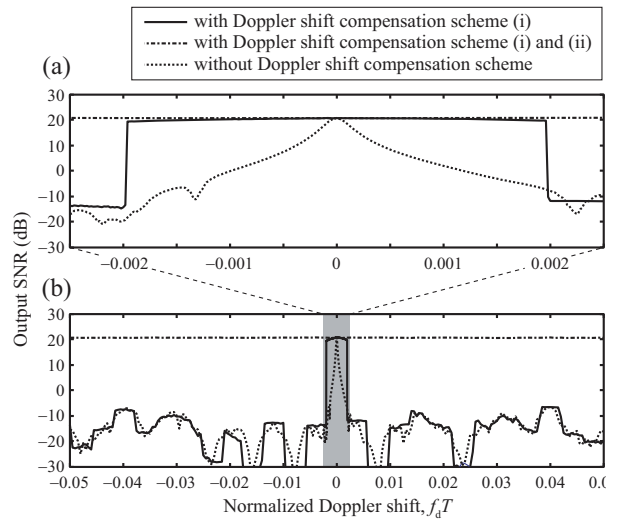 with Doppler shift compensation scheme (i)
with Doppler shift compensation scheme (i) and (ii)
without Doppler shift compensation scheme
(a)
30
20
10
0
−10
−20
−30
−0.002 −0.001 0 0.001 0.002
Output SNR (dB)
(b)
30
20
10
0
−10
−20
−30
−0.05 −0.04 −0.03 −0.02 −0.01 0 0.01 0.02 0.03 0.04 0.0
Normalized Doppler shift, fdT